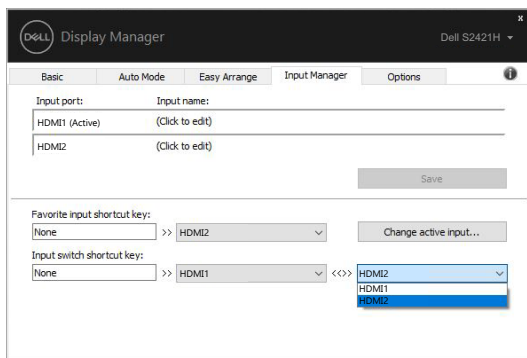 x
DELL Display Manager Dell S2421H
Basic Auto Mode Easy Arrange Input Manager Options i
Input port: Input name:
HDMI1 (Active) (Click to edit)
HDMI2 (Click to edit)
Save
Favorite input shortcut key:
None >> HDMI2 Change active input...
Input switch shortcut key:
None >> HDMI1 <<>> HDMI2
HDMI1
HDMI2